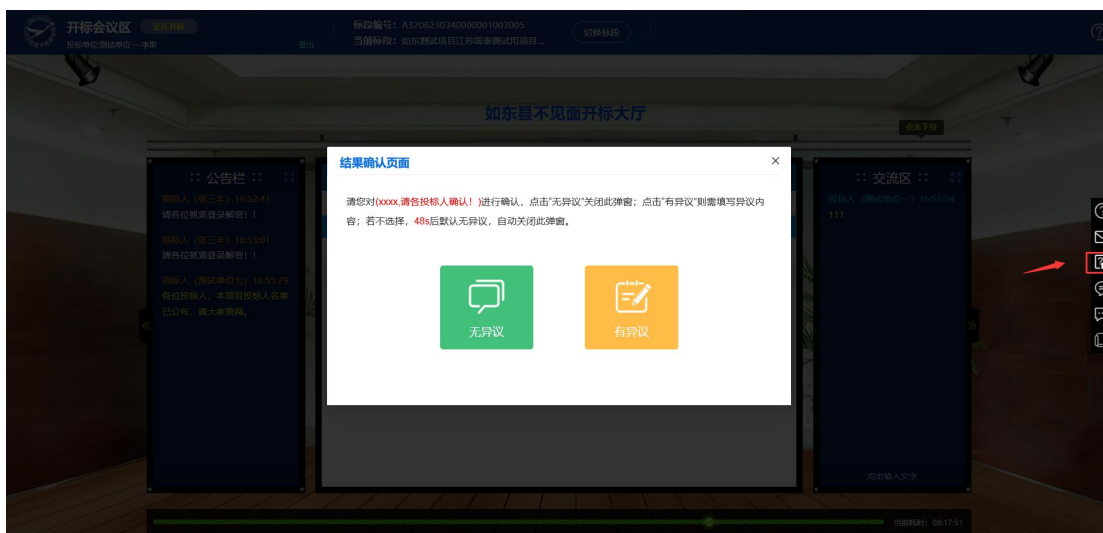 开标会议区 正在开标
投标单位:测试单位一--李斯 登出
标段编号: A3206230340000001003005
当前标段: 如东测试项目江苏国泰测试用项目...
切换标段
如东县不见面开标大厅
点击下拉
:: 公告栏 ::
招标人（张三丰）16:52:41
请各位抓紧登录解密！！
招标人（张三丰）16:53:01
请各位抓紧登录解密！！
招标人（测试单位七）16:55:29
各位投标人，本项目投标人名单
已公布，请大家查阅。
结果确认页面 ×
请您对(xxxx,请各投标人确认！)进行确认，点击"无异议"关闭此弹窗；点击"有异议"则需填写异议内
容；若不选择，48s后默认无异议，自动关闭此弹窗。
无异议
有异议
:: 交流区 ::
投标人（测试单位一）16:55:54
111
点击输入文字
当前耗时：08:17:51